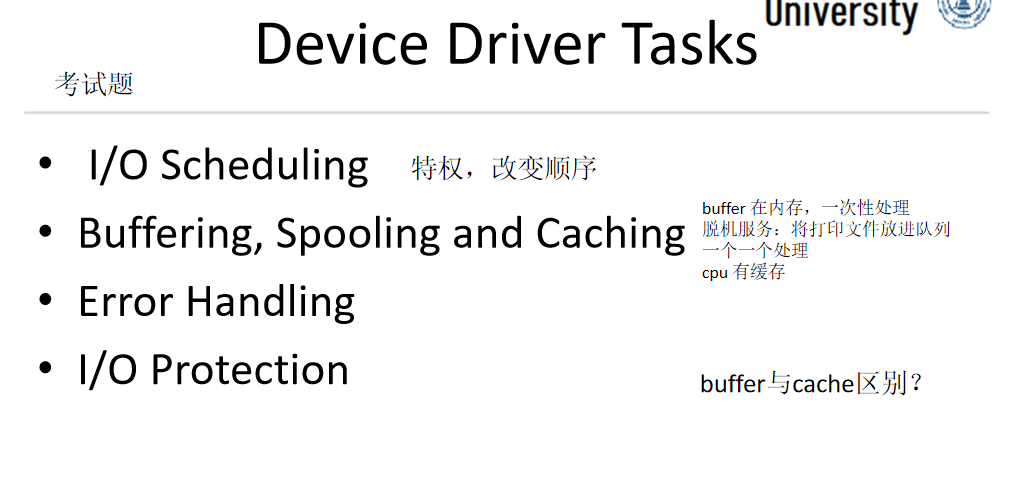 University
Device Driver Tasks
考试题
• I/O Scheduling 特权，改变顺序
• Buffering, Spooling and Caching
buffer 在内存，一次性处理
脱机服务：将打印文件放进队列
一个一个处理
cpu 有缓存
• Error Handling
• I/O Protection
buffer与cache区别？